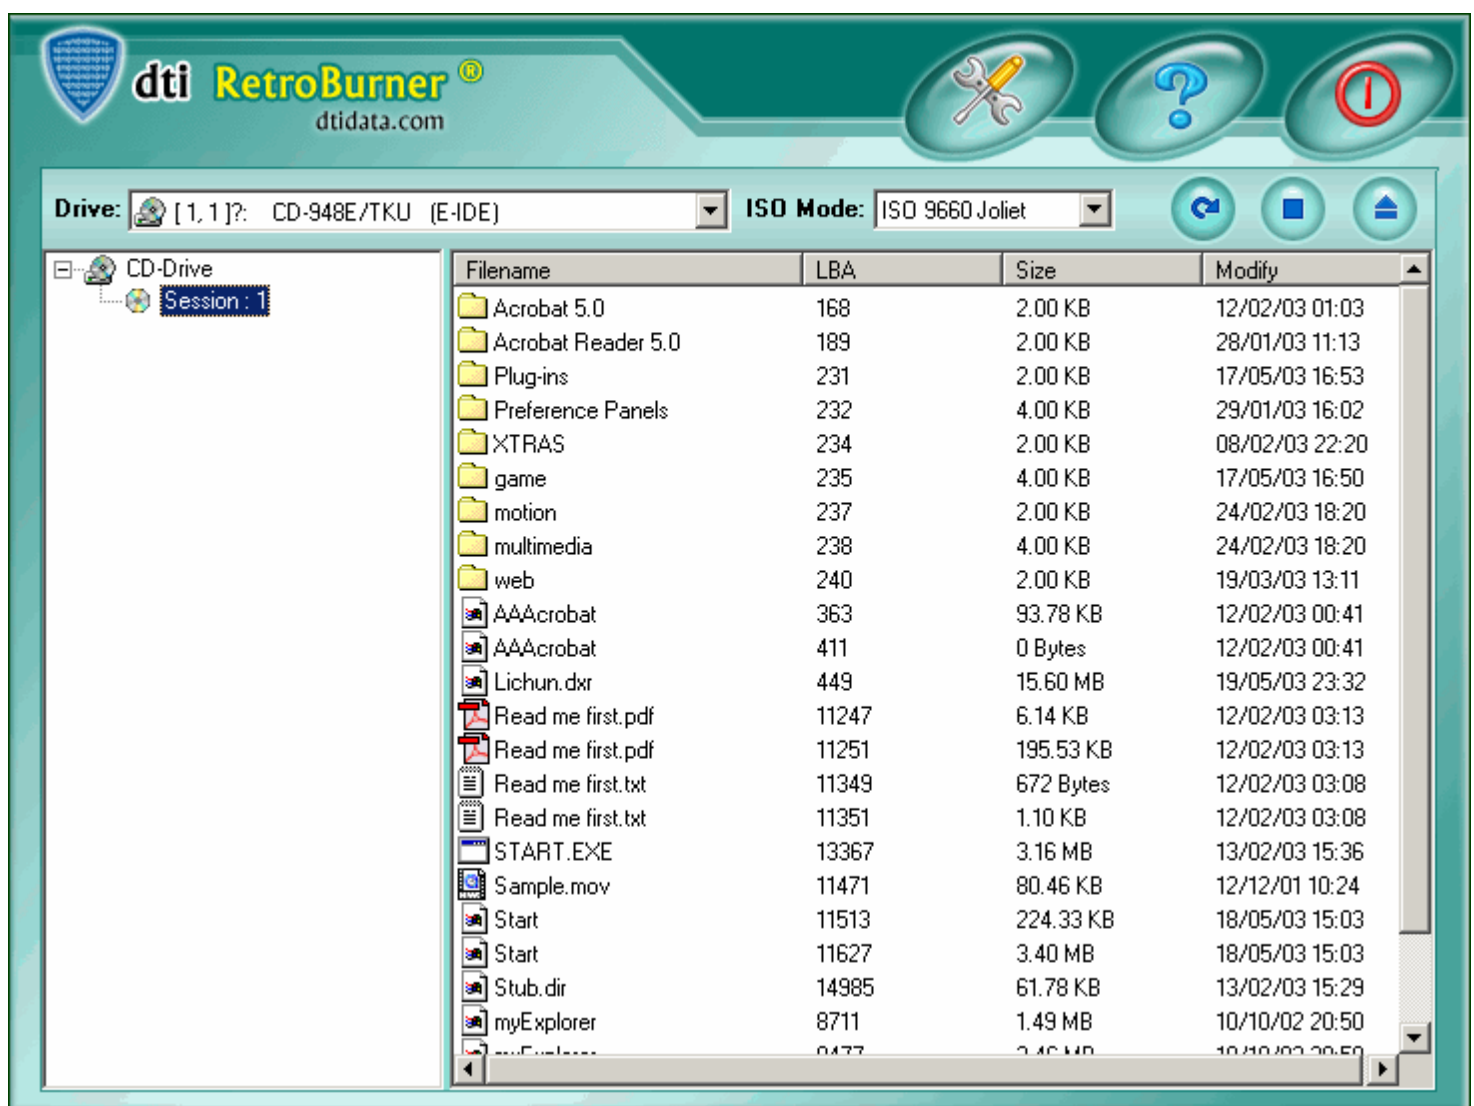 dti RetroBurner ®
dtidata.com
Drive: [ 1, 1 ]?: CD-948E/TKU (E-IDE) ISO Mode: ISO 9660 Joliet
CD-Drive
Session : 1
Filename LBA Size Modify
Acrobat 5.0 168 2.00 KB 12/02/03 01:03
Acrobat Reader 5.0 189 2.00 KB 28/01/03 11:13
Plug-ins 231 2.00 KB 17/05/03 16:53
Preference Panels 232 4.00 KB 29/01/03 16:02
XTRAS 234 2.00 KB 08/02/03 22:20
game 235 4.00 KB 17/05/03 16:50
motion 237 2.00 KB 24/02/03 18:20
multimedia 238 4.00 KB 24/02/03 18:20
web 240 2.00 KB 19/03/03 13:11
AAAcrobat 363 93.78 KB 12/02/03 00:41
AAAcrobat 411 0 Bytes 12/02/03 00:41
Lichun.dxr 449 15.60 MB 19/05/03 23:32
Read me first.pdf 11247 6.14 KB 12/02/03 03:13
Read me first.pdf 11251 195.53 KB 12/02/03 03:13
Read me first.txt 11349 672 Bytes 12/02/03 03:08
Read me first.txt 11351 1.10 KB 12/02/03 03:08
START.EXE 13367 3.16 MB 13/02/03 15:36
Sample.mov 11471 80.46 KB 12/12/01 10:24
Start 11513 224.33 KB 18/05/03 15:03
Start 11627 3.40 MB 18/05/03 15:03
Stub.dir 14985 61.78 KB 13/02/03 15:29
myExplorer 8711 1.49 MB 10/10/02 20:50